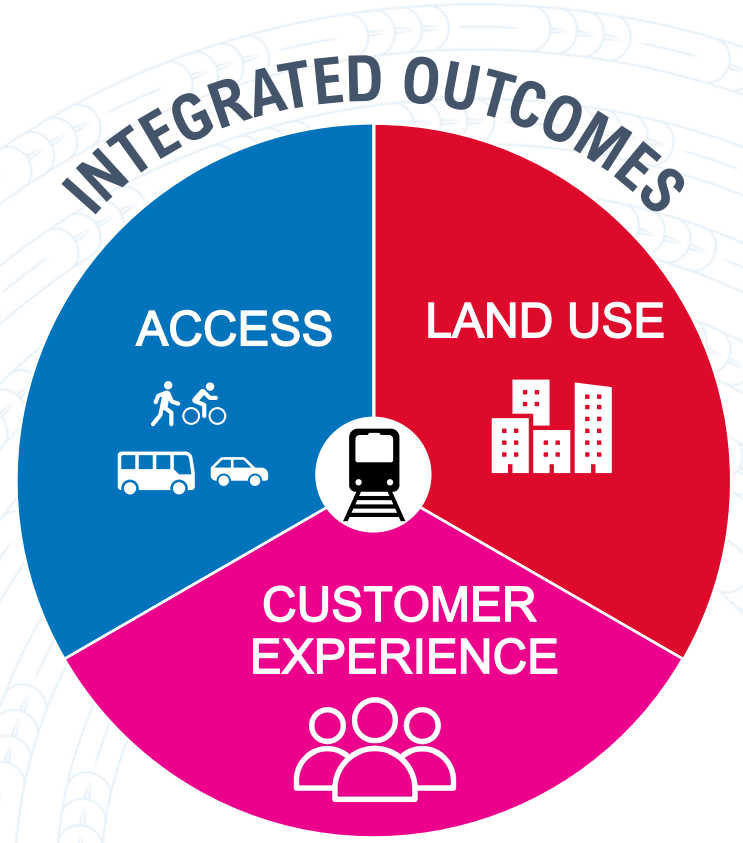 INTEGRATED OUTCOMES
ACCESS
LAND USE
CUSTOMER
EXPERIENCE